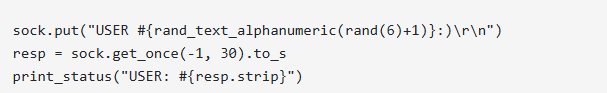 sock.put("USER #{rand_text_alphanumeric(rand(6)+1)}:)\r\n")
resp = sock.get_once(-1, 30).to_s
print_status("USER: #{resp.strip}")